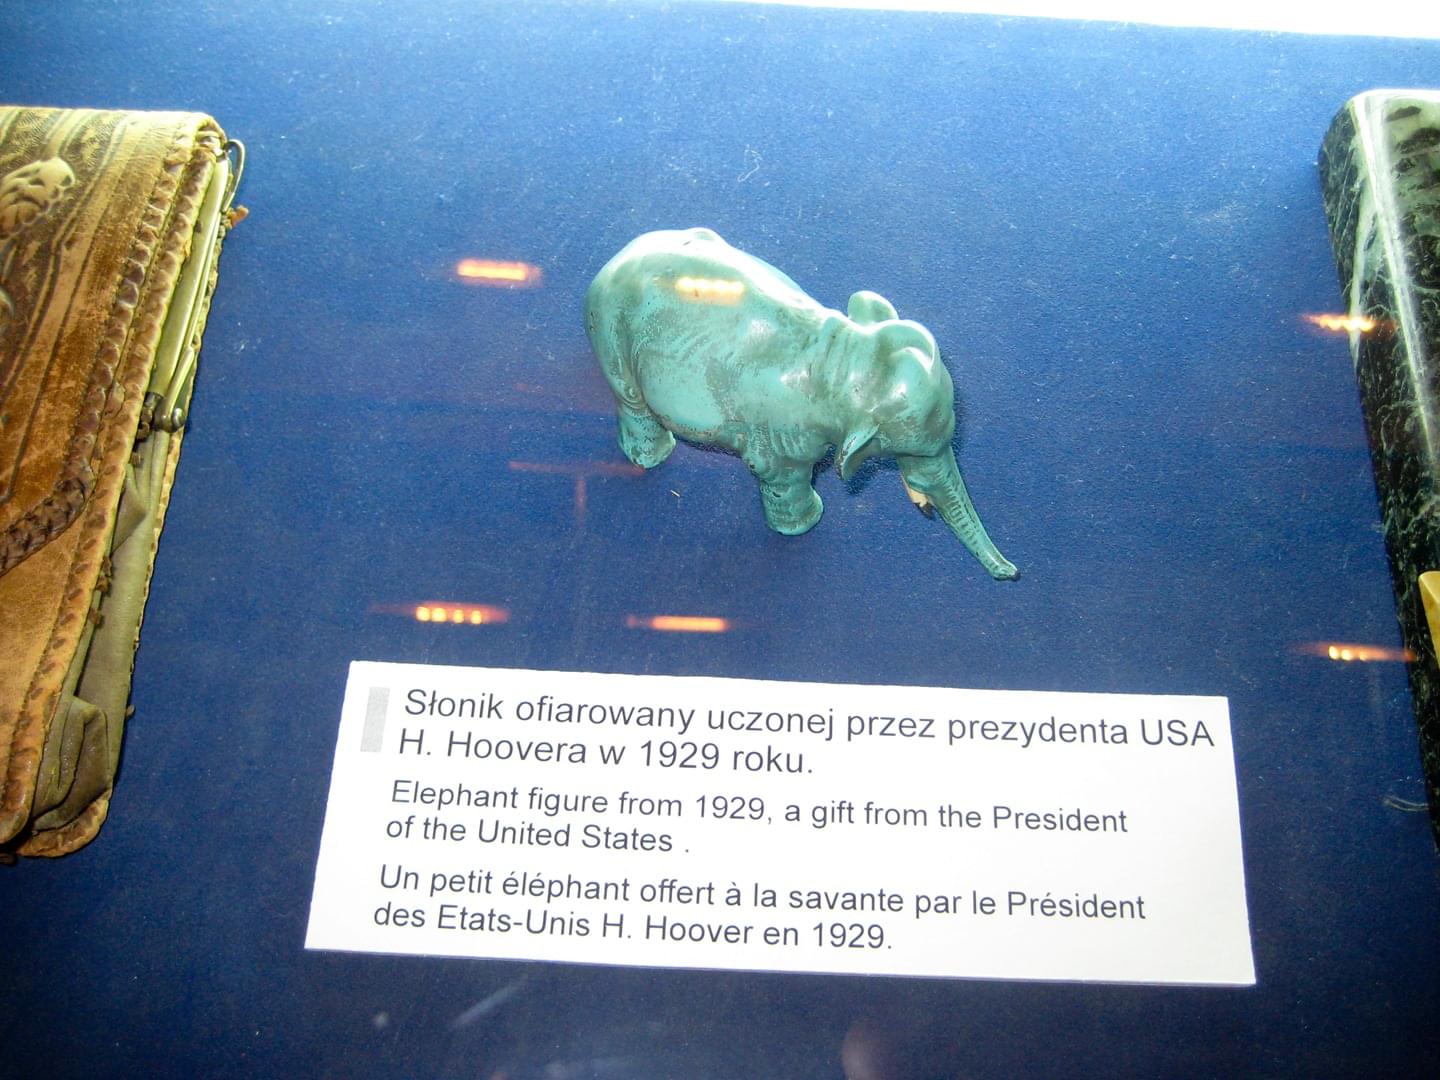 Słonik ofiarowany uczonej przez prezydenta USA
H. Hoovera w 1929 roku.
Elephant figure from 1929, a gift from the President
of the United States .
Un petit éléphant offert à la savante par le Président
des Etats-Unis H. Hoover en 1929.